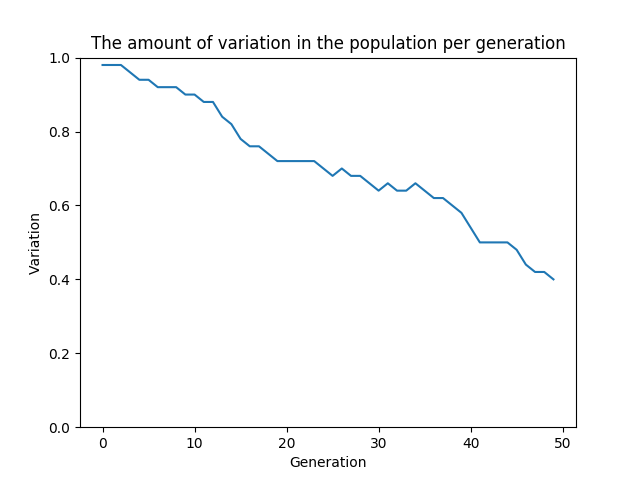 The amount of variation in the population per generation
1.0
0.8
0.6
0.4
0.2
0.0
Variation
0 10 20 30 40 50
Generation